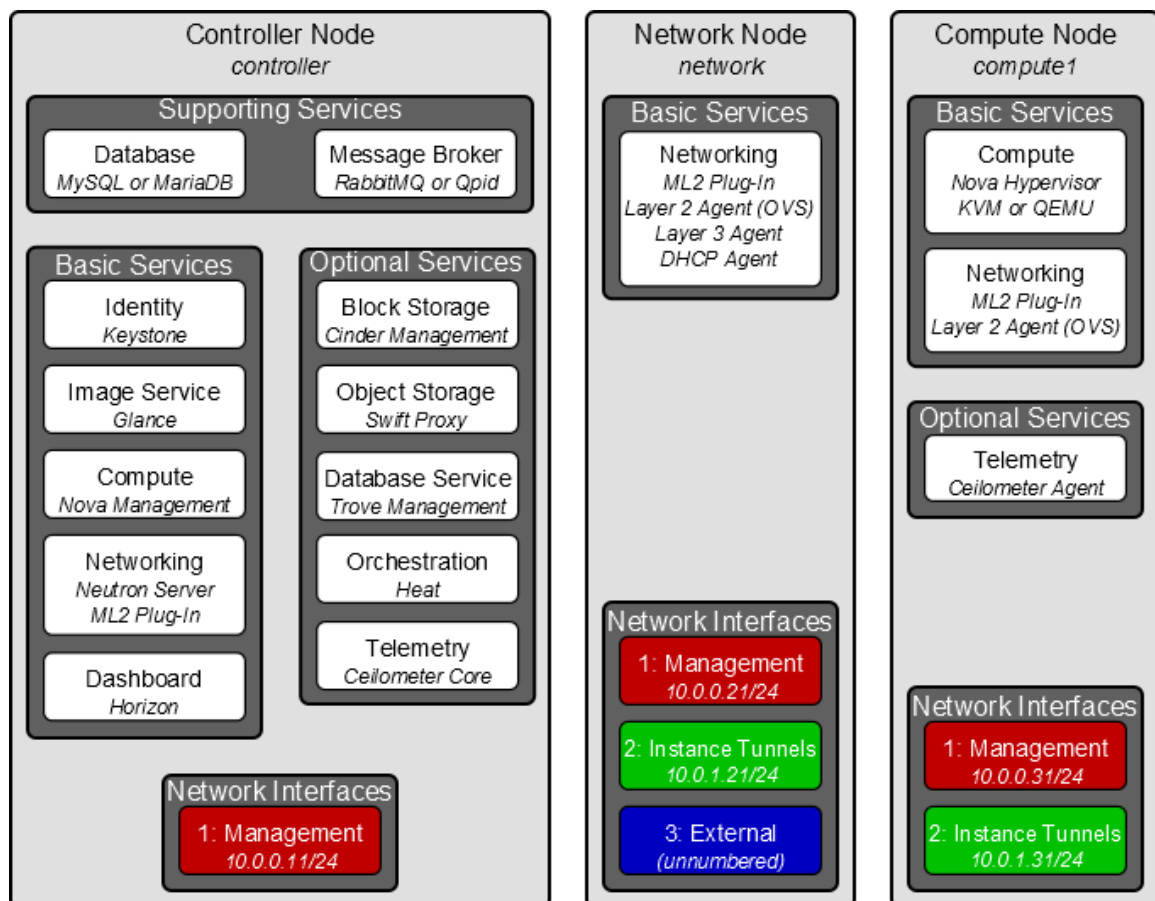 Controller Node
controller
Supporting Services
Database
MySQL or MariaDB
Message Broker
RabbitMQ or Qpid
Basic Services
Identity
Keystone
Image Service
Glance
Compute
Nova Management
Networking
Neutron Server
ML2 Plug-In
Dashboard
Horizon
Optional Services
Block Storage
Cinder Management
Object Storage
Swift Proxy
Database Service
Trove Management
Orchestration
Heat
Telemetry
Ceilometer Core
Network Interfaces
1: Management
10.0.0.11/24
Network Node
network
Basic Services
Networking
ML2 Plug-In
Layer 2 Agent (OVS)
Layer 3 Agent
DHCP Agent
Network Interfaces
1: Management
10.0.0.21/24
2: Instance Tunnels
10.0.1.21/24
3: External
(unnumbered)
Compute Node
compute1
Basic Services
Compute
Nova Hypervisor
KVM or QEMU
Networking
ML2 Plug-In
Layer 2 Agent (OVS)
Optional Services
Telemetry
Ceilometer Agent
Network Interfaces
1: Management
10.0.0.31/24
2: Instance Tunnels
10.0.1.31/24